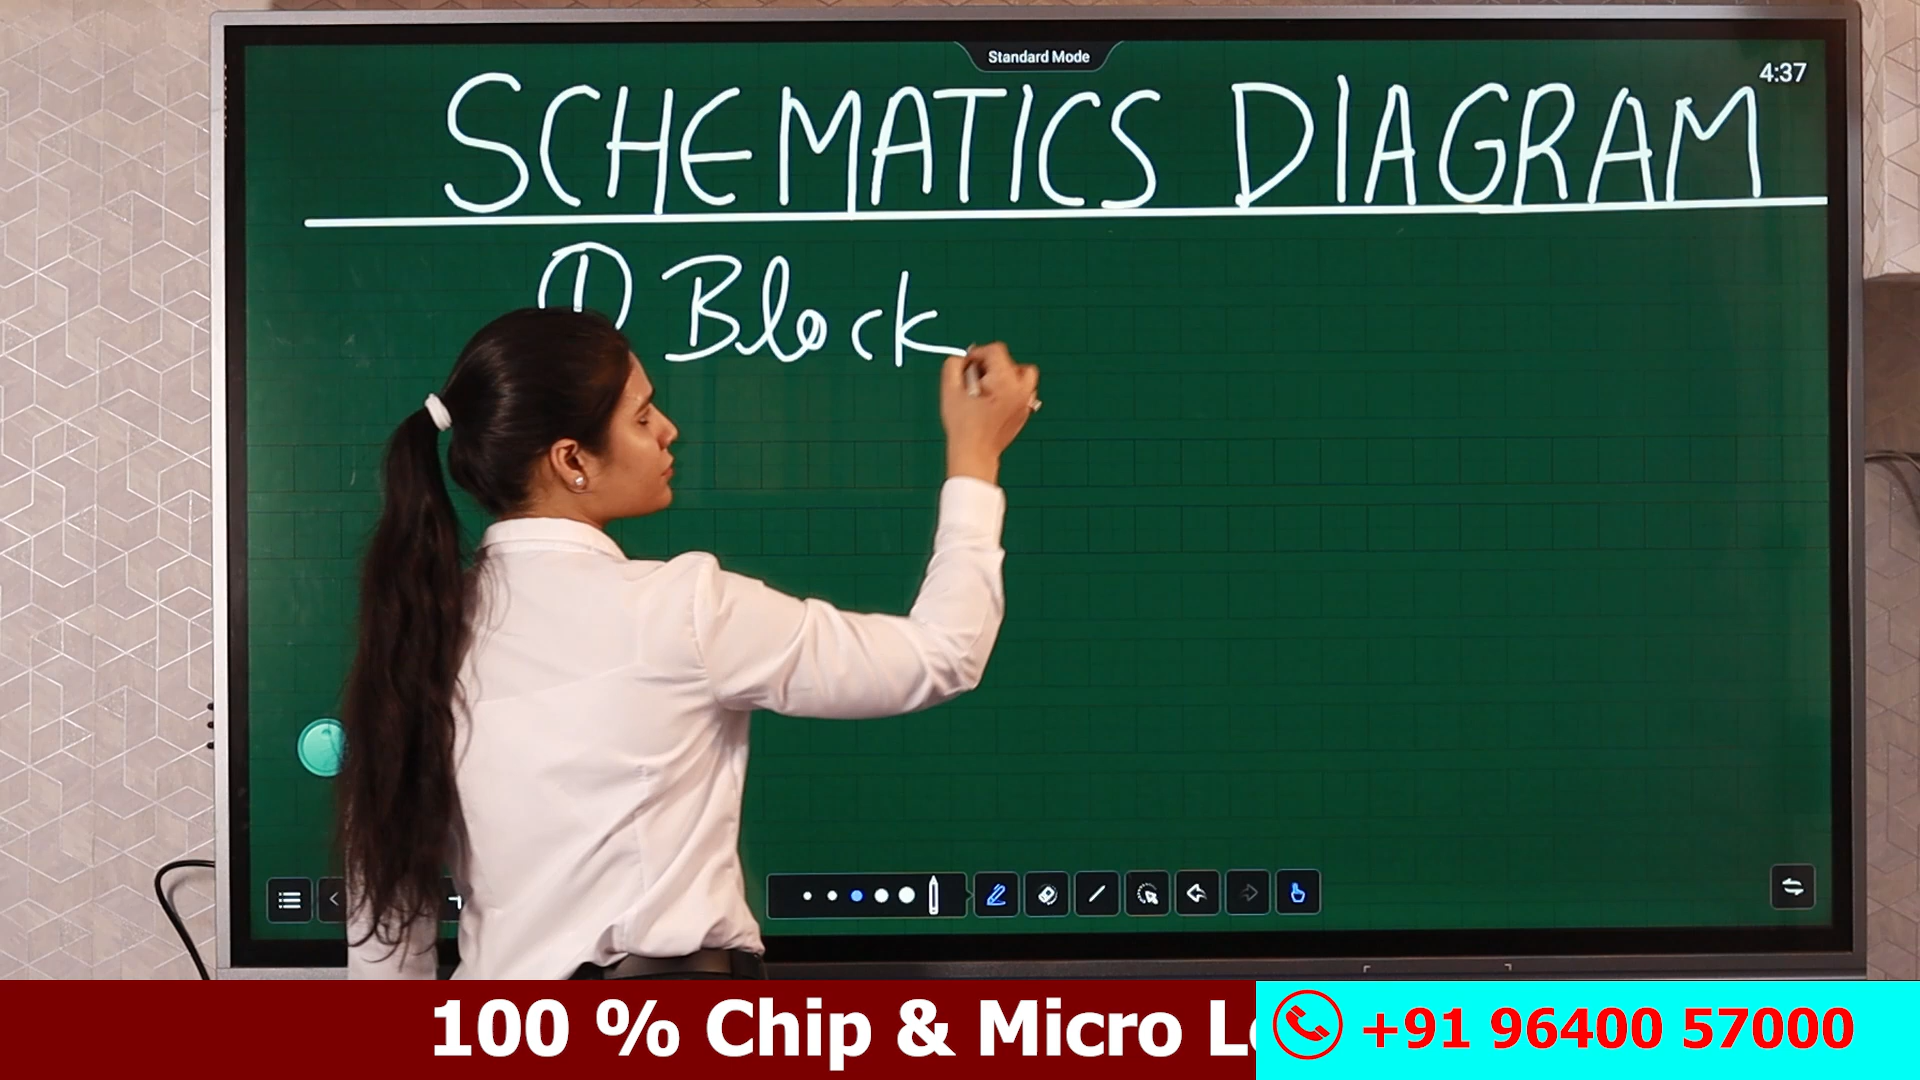 Standard Mode
4:37
SCHEMATICS DIAGRAM
① Block
100 % Chip & Micro
+91 96400 57000